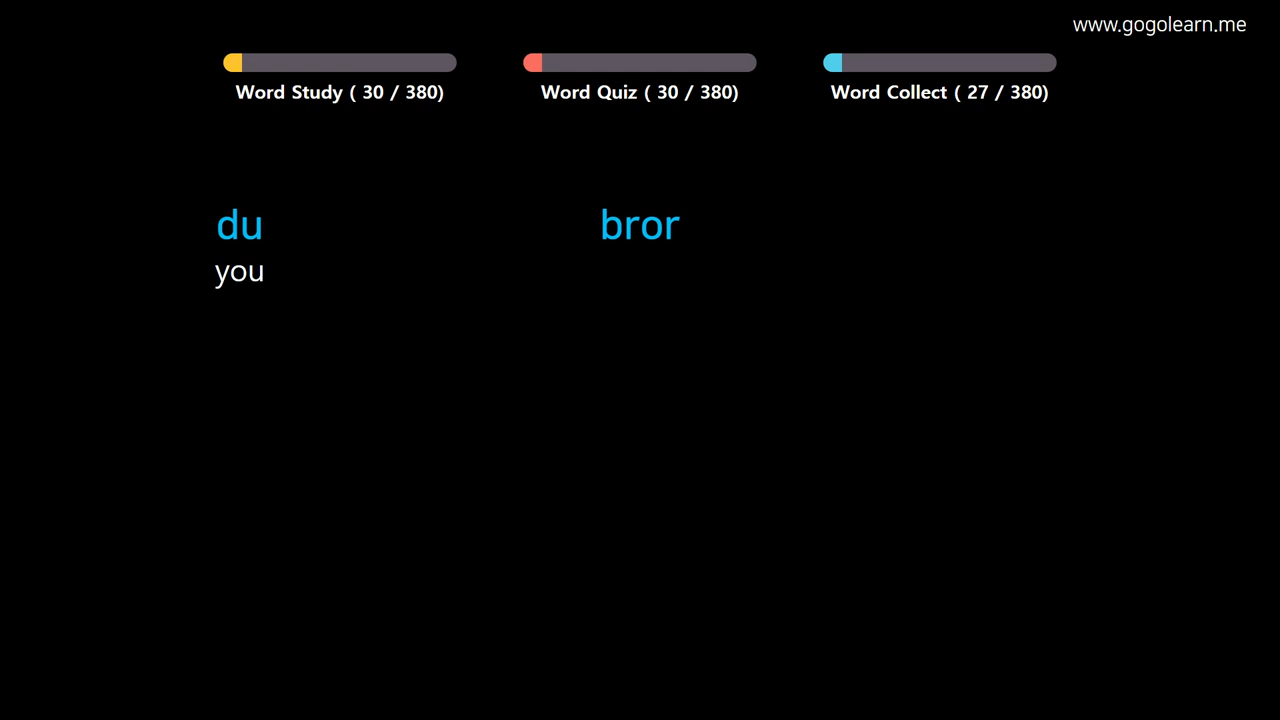 www.gogolearn.me
Word Study ( 30 / 380)
Word Quiz ( 30 / 380)
Word Collect ( 27 / 380)
du
you
bror